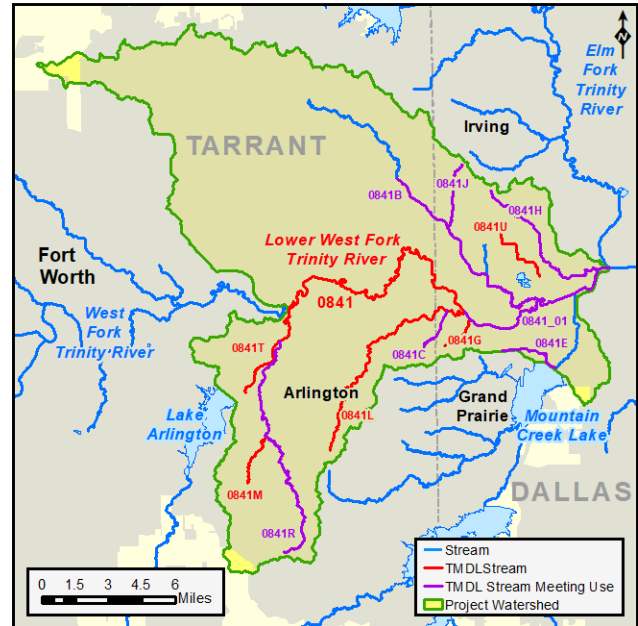 N
Elm
Fork
Trinity
River
Irving
TARRANT
0841J
0841B
0841H
0841U
Lower West Fork
Trinity River
Fort
Worth
0841
West
Fork
Trinity River
0841_01
0841T
0841C
0841G
0841E
Arlington
Grand
Prairie
Lake
Arlington
0841L
Mountain
Creek Lake
0841M
DALLAS
0841R
Stream
TMDLStream
TMDL Stream Meeting Use
Project Watershed
0 1.5 3 4.5 6
Miles